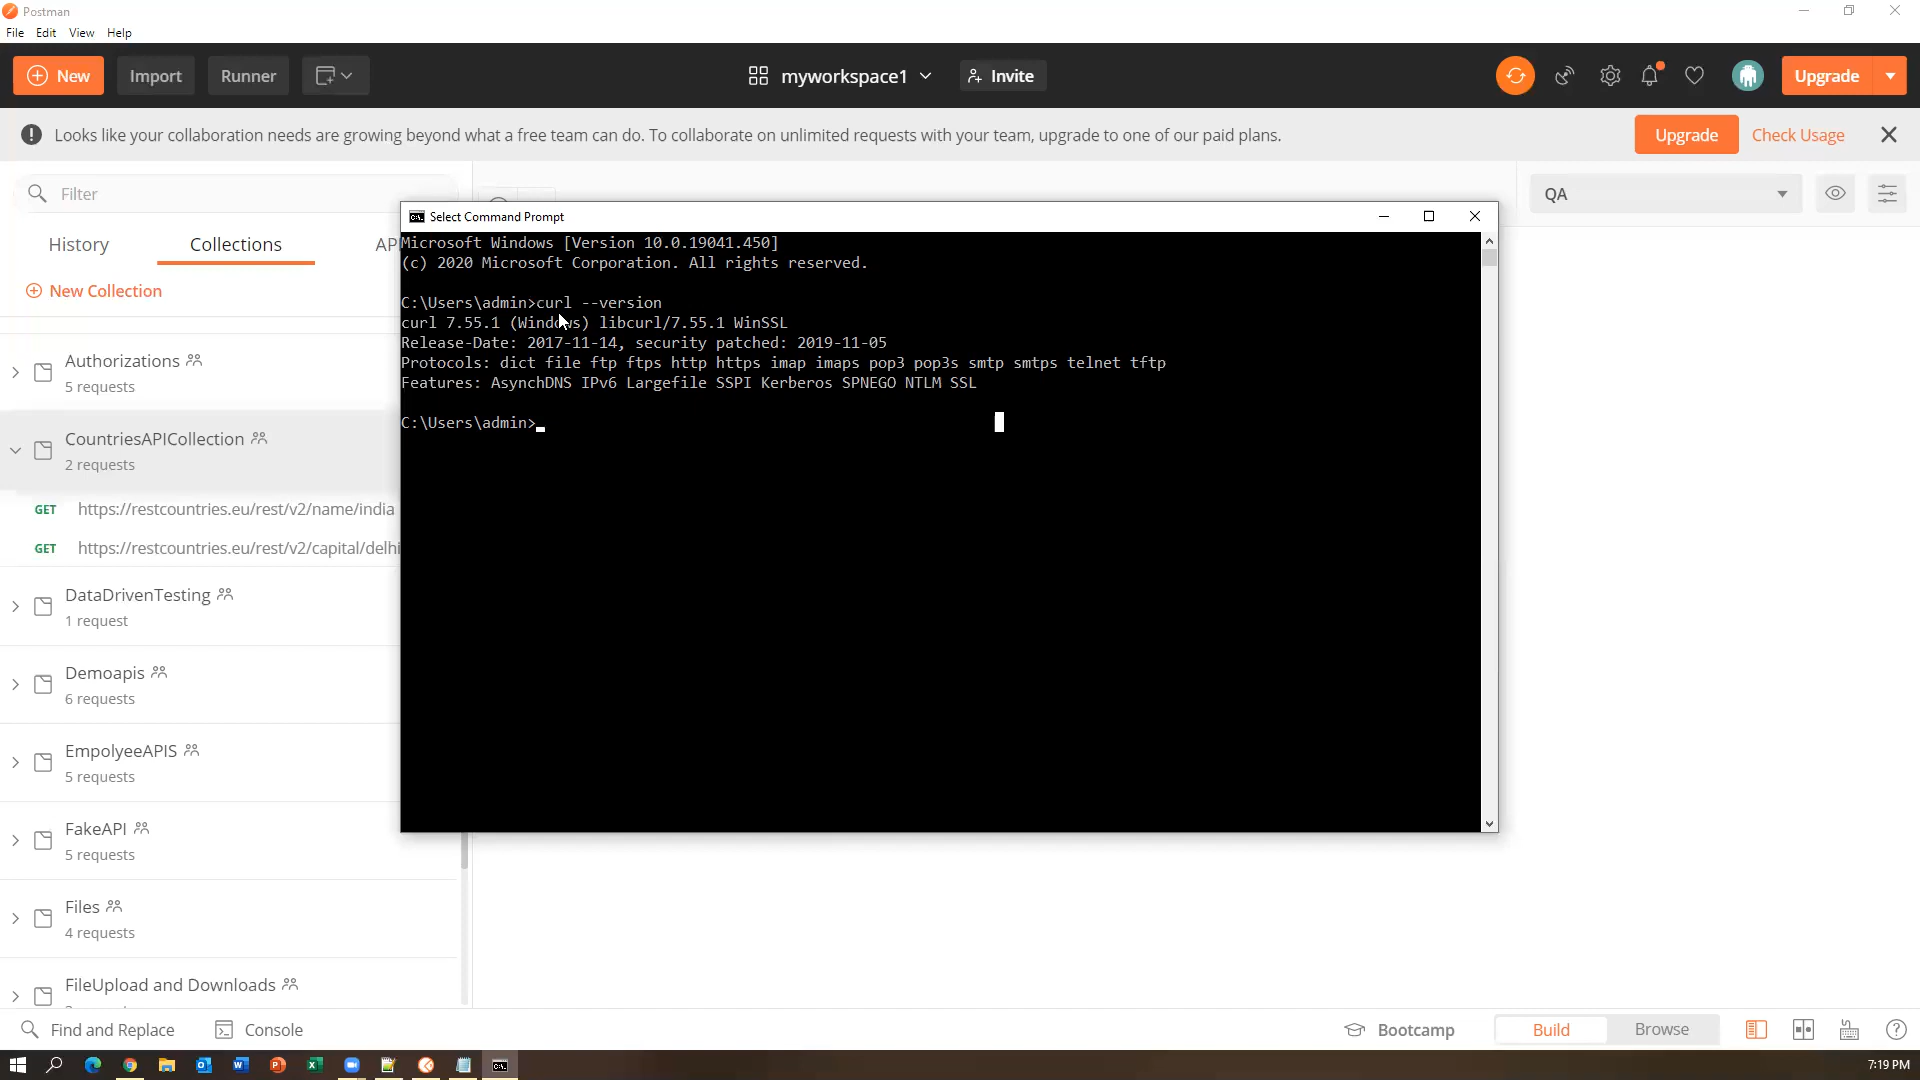 Postman
File Edit View Help
New Import Runner myworkspace1 Invite Upgrade
Looks like your collaboration needs are growing beyond what a free team can do. To collaborate on unlimited requests with your team, upgrade to one of our paid plans. Upgrade Check Usage
Filter
QA
History Collections AP
New Collection
Authorizations
5 requests
CountriesAPICollection
2 requests
GET https://restcountries.eu/rest/v2/name/india
GET https://restcountries.eu/rest/v2/capital/delhi
DataDrivenTesting
1 request
Demoapis
6 requests
EmpolyeeAPIS
5 requests
FakeAPI
5 requests
Files
4 requests
FileUpload and Downloads
Select Command Prompt
Microsoft Windows [Version 10.0.19041.450]
(c) 2020 Microsoft Corporation. All rights reserved.
C:\Users\admin>curl --version
curl 7.55.1 (Windows) libcurl/7.55.1 WinSSL
Release-Date: 2017-11-14, security patched: 2019-11-05
Protocols: dict file ftp ftps http https imap imaps pop3 pop3s smtp smtps telnet tftp
Features: AsynchDNS IPv6 Largefile SSPI Kerberos SPNEGO NTLM SSL
C:\Users\admin>
Find and Replace Console Bootcamp Build Browse
7:19 PM